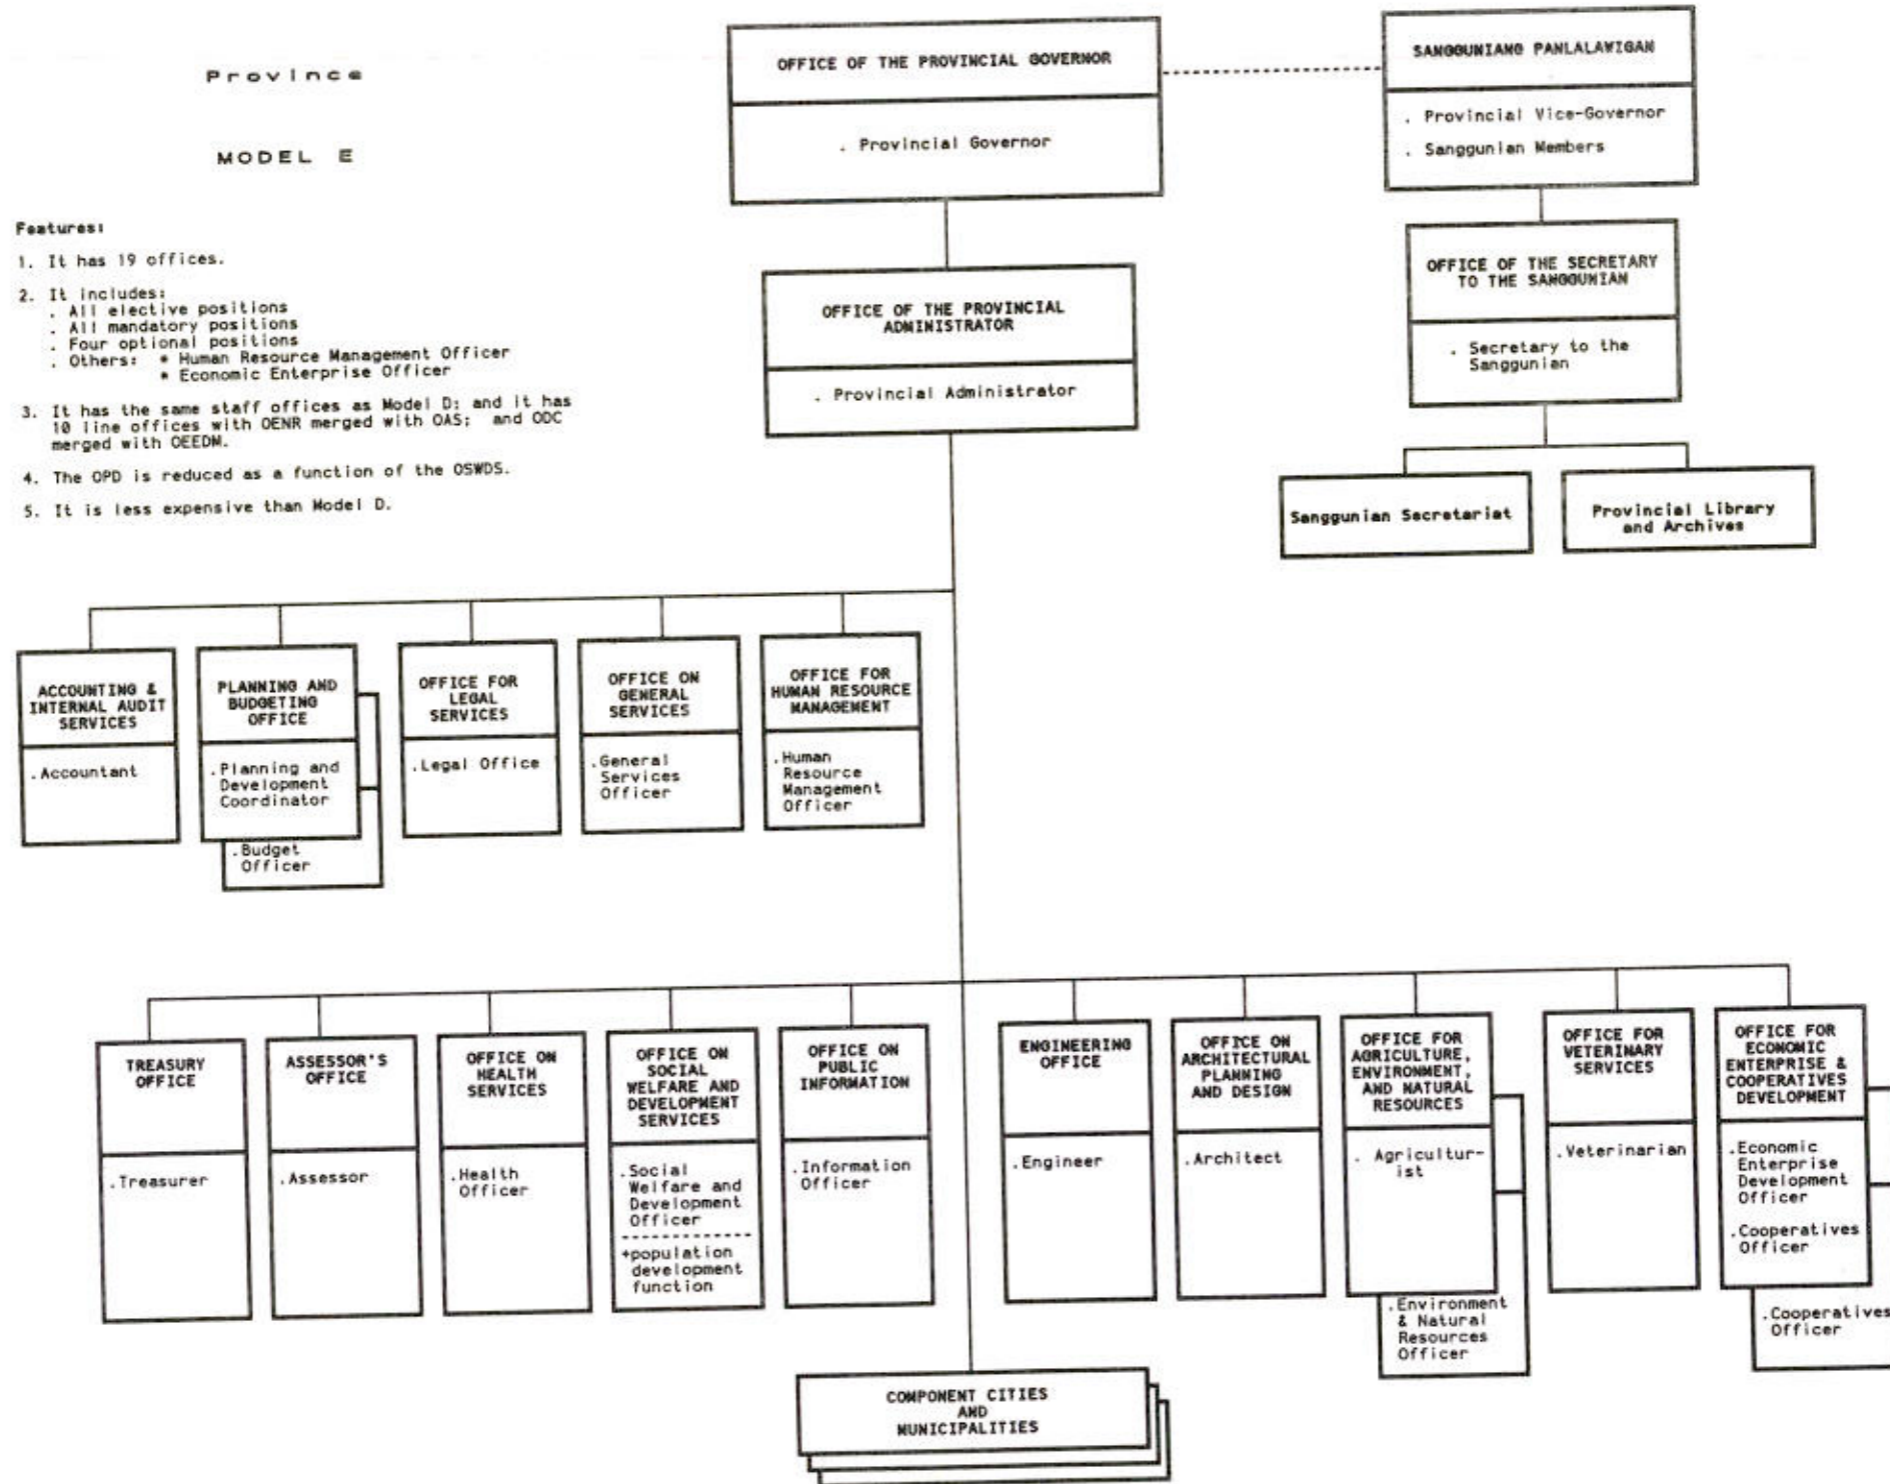 Province
MODEL E
Features:
1. It has 19 offices.
2. It includes:
. All elective positions
. All mandatory positions
. Four optional positions
. Others: * Human Resource Management Officer
* Economic Enterprise Officer
3. It has the same staff offices as Model D; and it has
10 line offices with OENR merged with OAS; and ODC
merged with OEEDM.
4. The OPD is reduced as a function of the OSWDS.
5. It is less expensive than Model D.
OFFICE OF THE PROVINCIAL GOVERNOR
. Provincial Governor
SANGGUNIANG PANLALAWIGAN
. Provincial Vice-Governor
. Sanggunian Members
OFFICE OF THE PROVINCIAL
ADMINISTRATOR
. Provincial Administrator
OFFICE OF THE SECRETARY
TO THE SANGGUNIAN
. Secretary to the
Sanggunian
Sanggunian Secretariat
Provincial Library
and Archives
ACCOUNTING &
INTERNAL AUDIT
SERVICES
.Accountant
PLANNING AND
BUDGETING
OFFICE
.Planning and
Development
Coordinator
.Budget
Officer
OFFICE FOR
LEGAL
SERVICES
.Legal Office
OFFICE ON
GENERAL
SERVICES
.General
Services
Officer
OFFICE FOR
HUMAN RESOURCE
MANAGEMENT
.Human
Resource
Management
Officer
TREASURY
OFFICE
.Treasurer
ASSESSOR'S
OFFICE
.Assessor
OFFICE ON
HEALTH
SERVICES
.Health
Officer
OFFICE ON
SOCIAL
WELFARE AND
DEVELOPMENT
SERVICES
.Social
Welfare and
Development
Officer
+population
development
function
OFFICE ON
PUBLIC
INFORMATION
.Information
Officer
ENGINEERING
OFFICE
.Engineer
OFFICE ON
ARCHITECTURAL
PLANNING
AND DESIGN
.Architect
OFFICE FOR
AGRICULTURE,
ENVIRONMENT,
AND NATURAL
RESOURCES
. Agricultur-
ist
.Environment
& Natural
Resources
Officer
OFFICE FOR
VETERINARY
SERVICES
.Veterinarian
OFFICE FOR
ECONOMIC
ENTERPRISE &
COOPERATIVES
DEVELOPMENT
.Economic
Enterprise
Development
Officer
.Cooperatives
Officer
.Cooperatives
Officer
COMPONENT CITIES
AND
MUNICIPALITIES